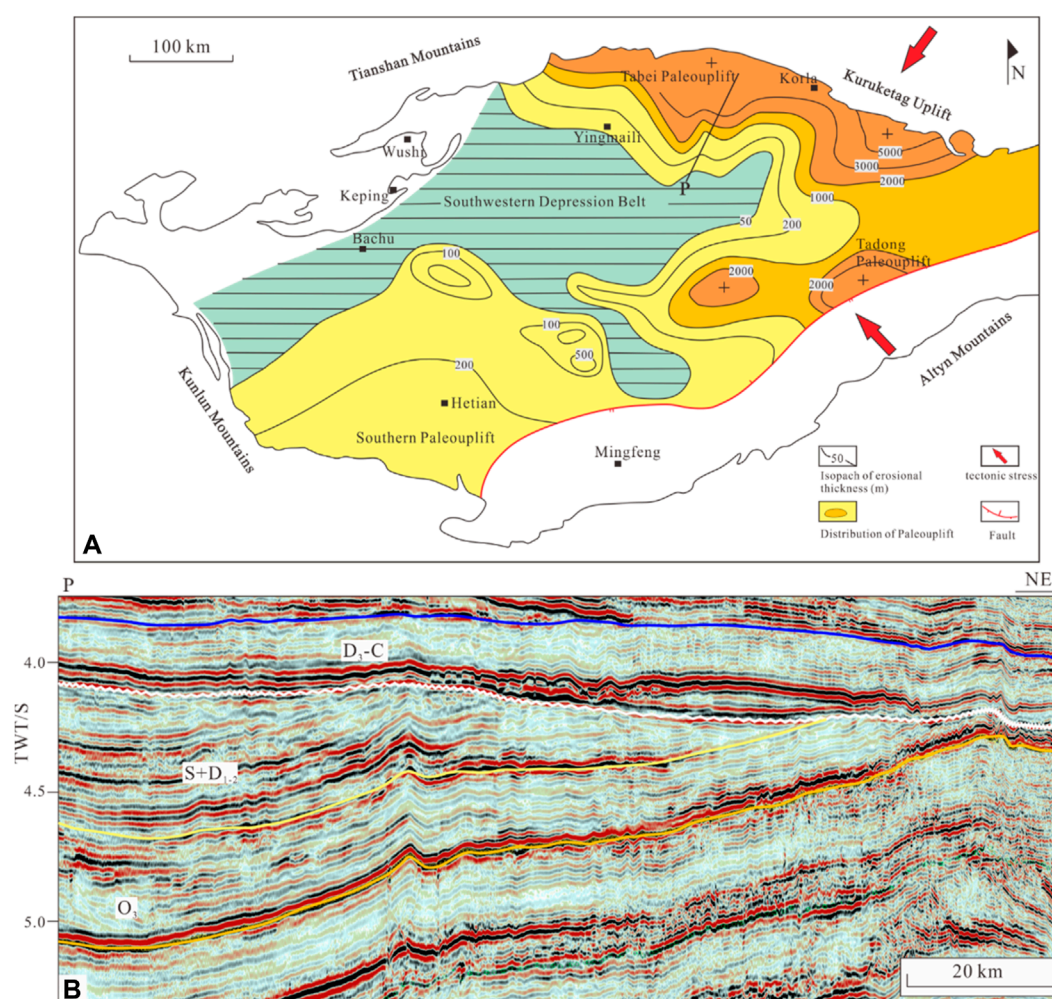 100 km
Tianshan Mountains
Tabei Paleouplift
Korla
Kuruketag Uplift
N
Wushi
Yingmaili
5000
3000
2000
Keping
P
Southwestern Depression Belt
1000
50
200
Bachu
100
Tadong
Paleouplift
2000
2000
100
500
200
Kunlun Mountains
Hetian
Altyn Mountains
Southern Paleouplift
Mingfeng
50
Isopach of erosional
thickness (m)
tectonic stress
Distribution of Paleouplift
Fault
A
P
NE
D₃-C
4.0
TWT/S
S+D₁₋₂
4.5
O₃
5.0
20 km
B